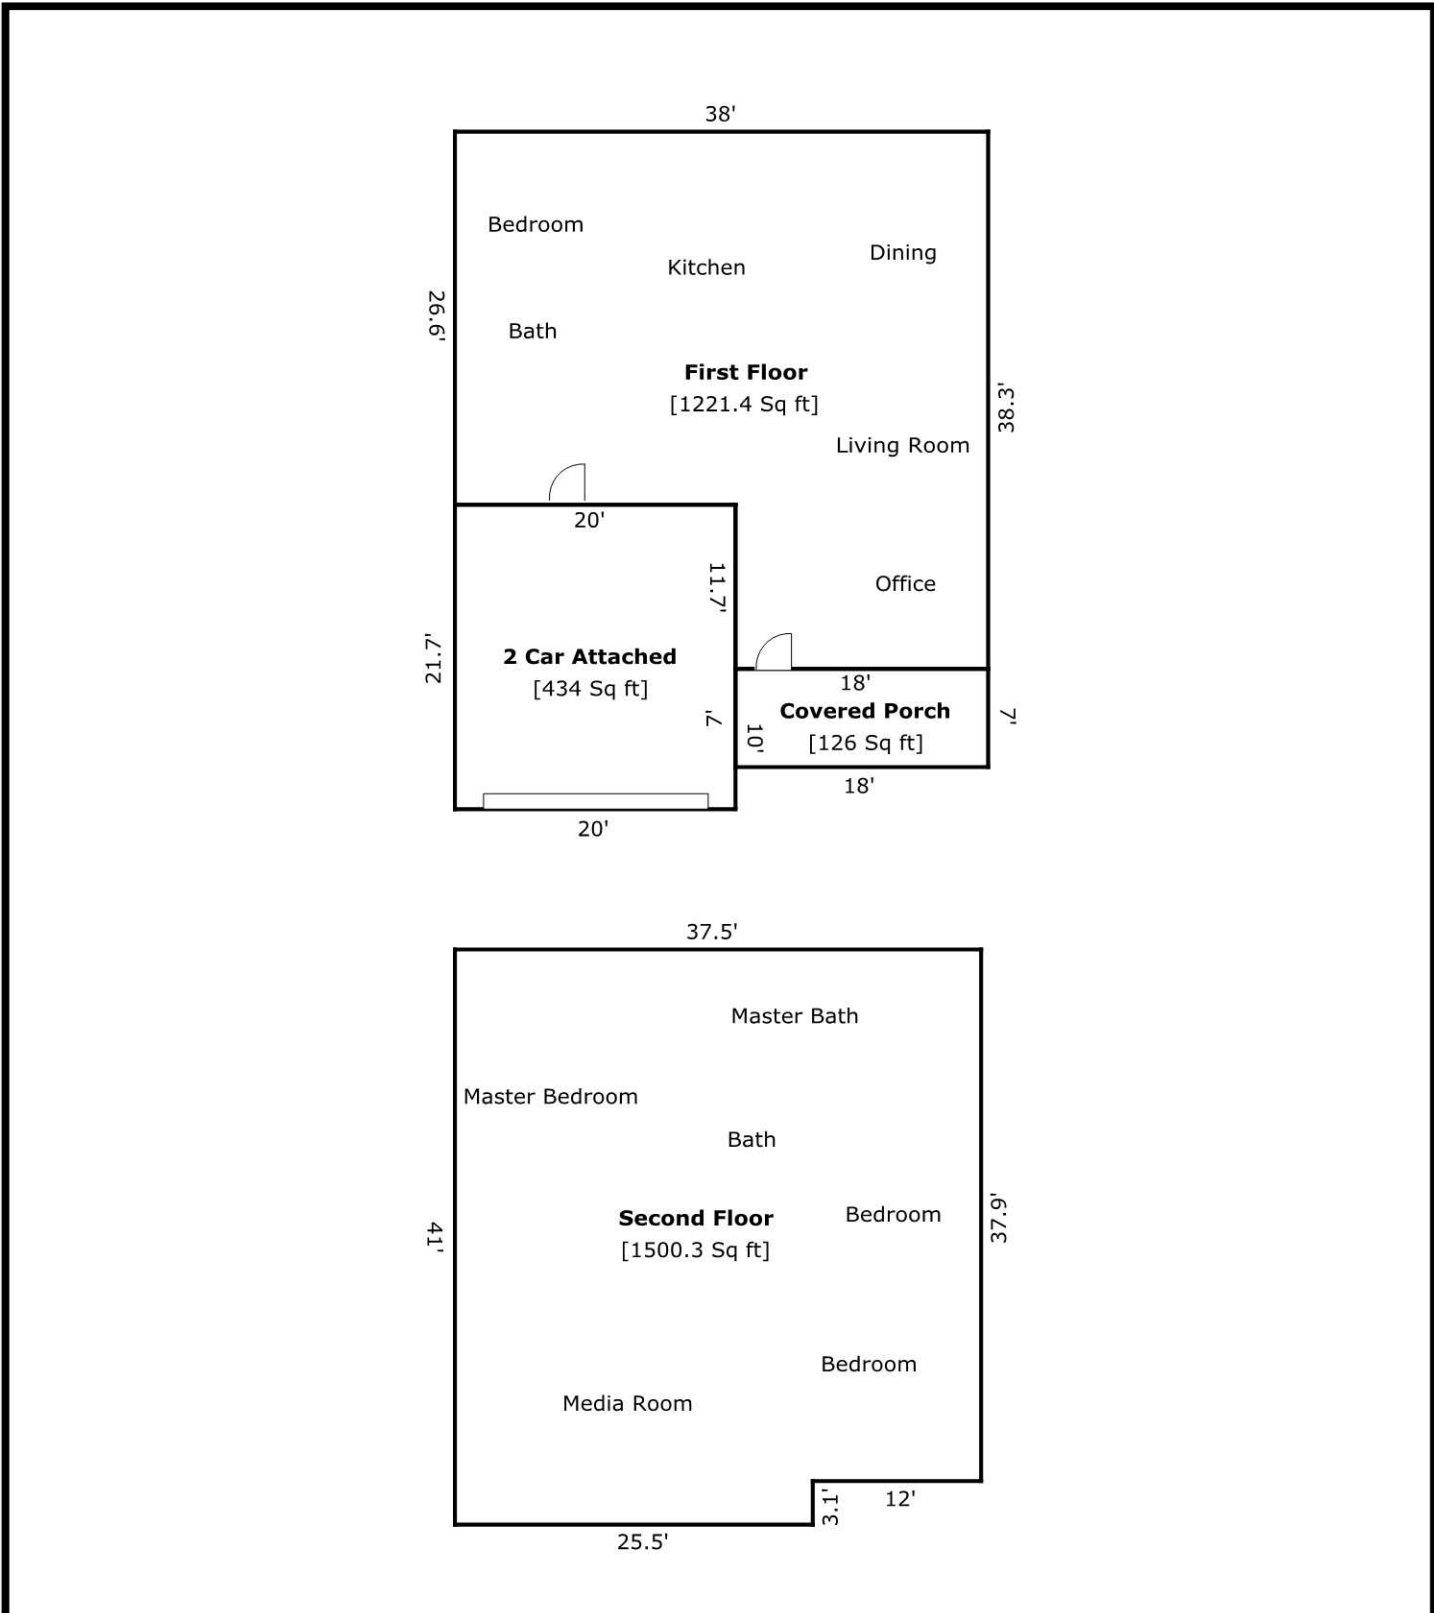 38'
Bedroom
Dining
Kitchen
26.6'
Bath
First Floor
[1221.4 Sq ft]
38.3'
Living Room
20'
11.7'
Office
21.7'
2 Car Attached
[434 Sq ft]
18'
7'
Covered Porch
7'
10'
[126 Sq ft]
18'
20'
37.5'
Master Bath
Master Bedroom
Bath
Second Floor
Bedroom
37.9'
41'
[1500.3 Sq ft]
Bedroom
Media Room
3.1'
12'
25.5'